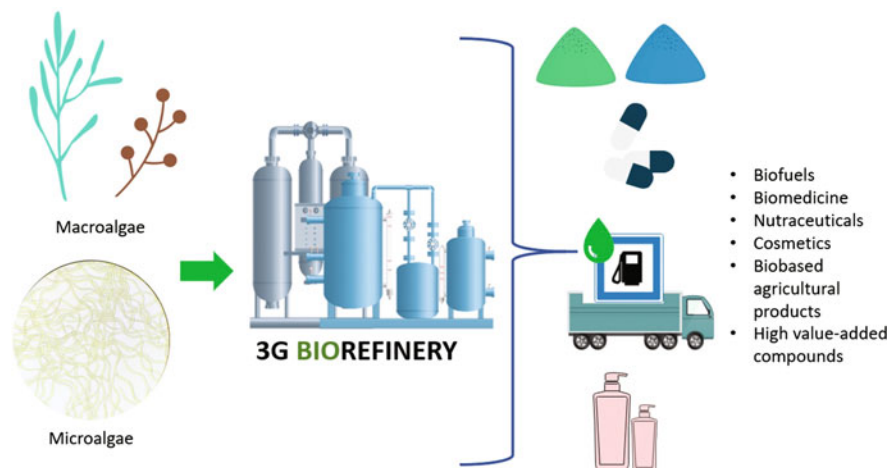 Macroalgae
Microalgae
3G BIOREFINERY
• Biofuels
• Biomedicine
• Nutraceuticals
• Cosmetics
• Biobased
agricultural
products
• High value-added
compounds